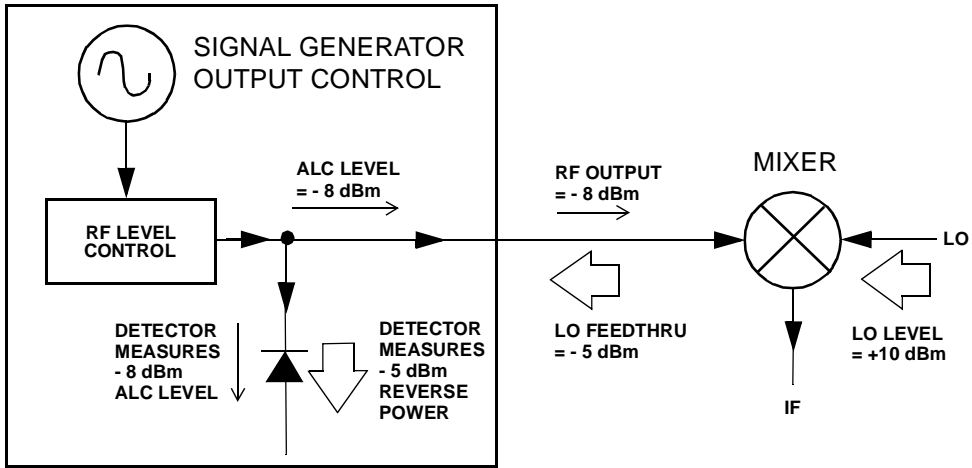 SIGNAL GENERATOR
OUTPUT CONTROL
ALC LEVEL
= - 8 dBm
RF OUTPUT
= - 8 dBm
MIXER
RF LEVEL
CONTROL
LO
DETECTOR
MEASURES
- 8 dBm
ALC LEVEL
DETECTOR
MEASURES
- 5 dBm
REVERSE
POWER
LO FEEDTHRU
= - 5 dBm
LO LEVEL
= +10 dBm
IF